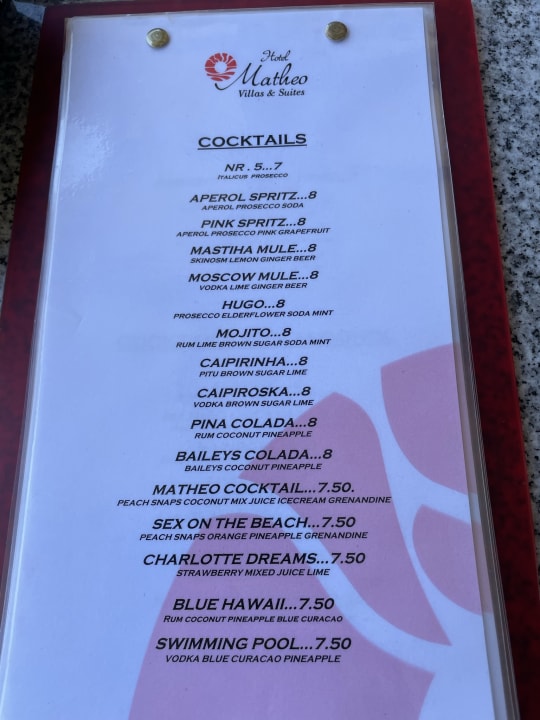 Hotel
Matheo
Villas & Suites
COCKTAILS
NR . 5...7
ITALICUS PROSECCO
APEROL SPRITZ...8
APEROL PROSECCO SODA
PINK SPRITZ...8
APEROL PROSECCO PINK GRAPEFRUIT
MASTIHA MULE...8
SKINOSM LEMON GINGER BEER
MOSCOW MULE...8
VODKA LIME GINGER BEER
HUGO...8
PROSECCO ELDERFLOWER SODA MINT
MOJITO...8
RUM LIME BROWN SUGAR SODA MINT
CAIPIRINHA...8
PITU BROWN SUGAR LIME
CAIPIROSKA...8
VODKA BROWN SUGAR LIME
PINA COLADA...8
RUM COCONUT PINEAPPLE
BAILEYS COLADA...8
BAILEYS COCONUT PINEAPPLE
MATHEO COCKTAIL...7.50.
PEACH SNAPS COCONUT MIX JUICE ICECREAM GRENANDINE
SEX ON THE BEACH...7.50
PEACH SNAPS ORANGE PINEAPPLE GRENANDINE
CHARLOTTE DREAMS...7.50
STRAWBERRY MIXED JUICE LIME
BLUE HAWAII...7.50
RUM COCONUT PINEAPPLE BLUE CURACAO
SWIMMING POOL...7.50
VODKA BLUE CURACAO PINEAPPLE